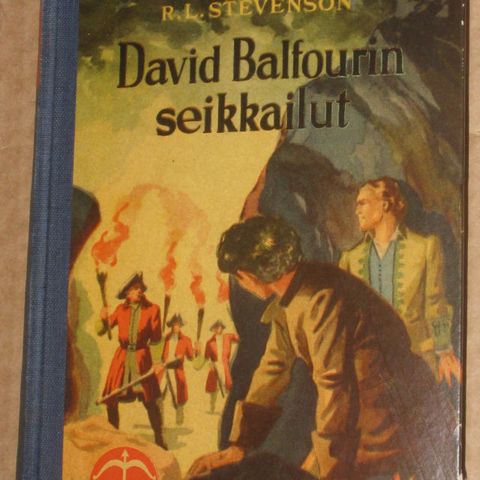 R. L. STEVENSON
David Balfourin
seikkailut